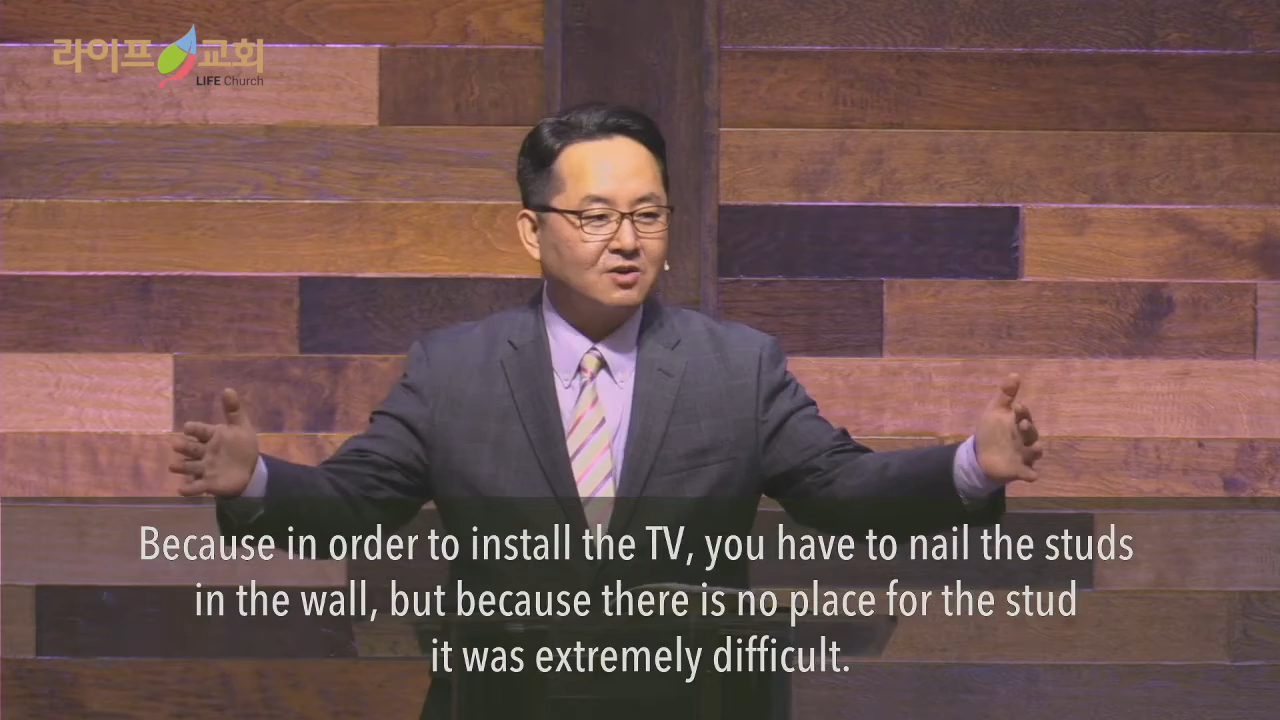 라이프 교회
LIFE Church
Because in order to install the TV, you have to nail the studs
in the wall, but because there is no place for the stud
it was extremely difficult.